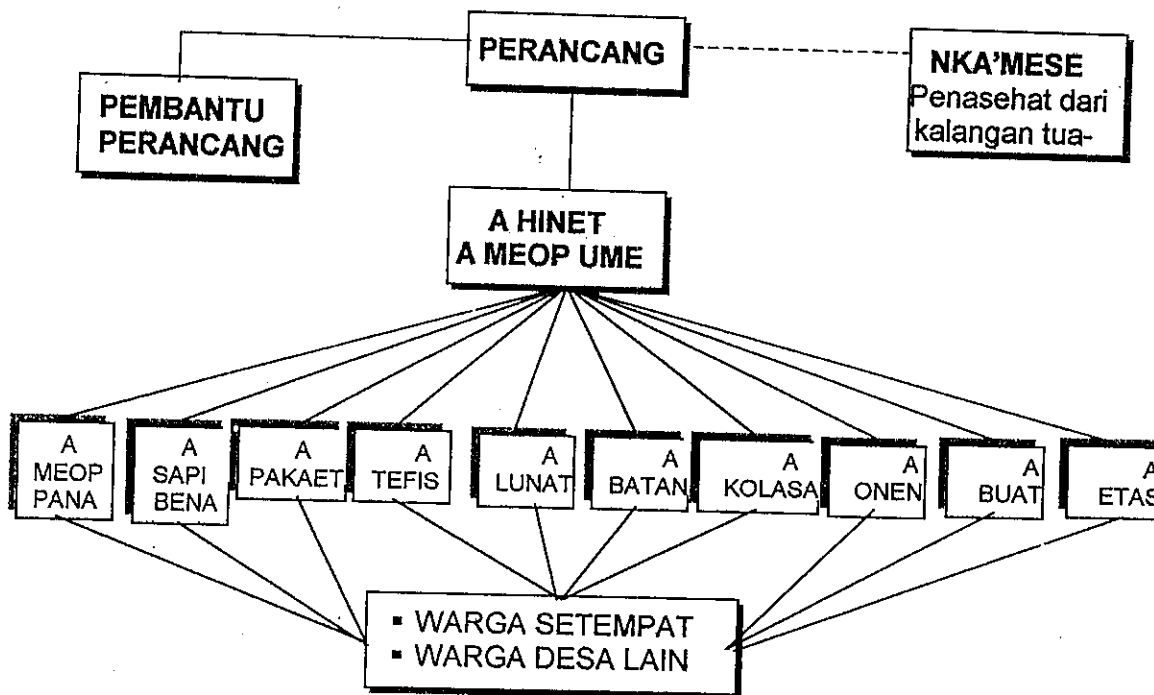 PERANCANG
PEMBANTU
PERANCANG
NKA'MESE
Penasehat dari
kalangan tua-
A HINET
A MEOP UME
A
MEOP
PANA
A
SAPI
BENA
A
PAKAET
A
TEFIS
A
LUNAT
A
BATAN
A
KOLASA
A
ONEN
A
BUAT
A
ETAS
▪ WARGA SETEMPAT
▪ WARGA DESA LAIN